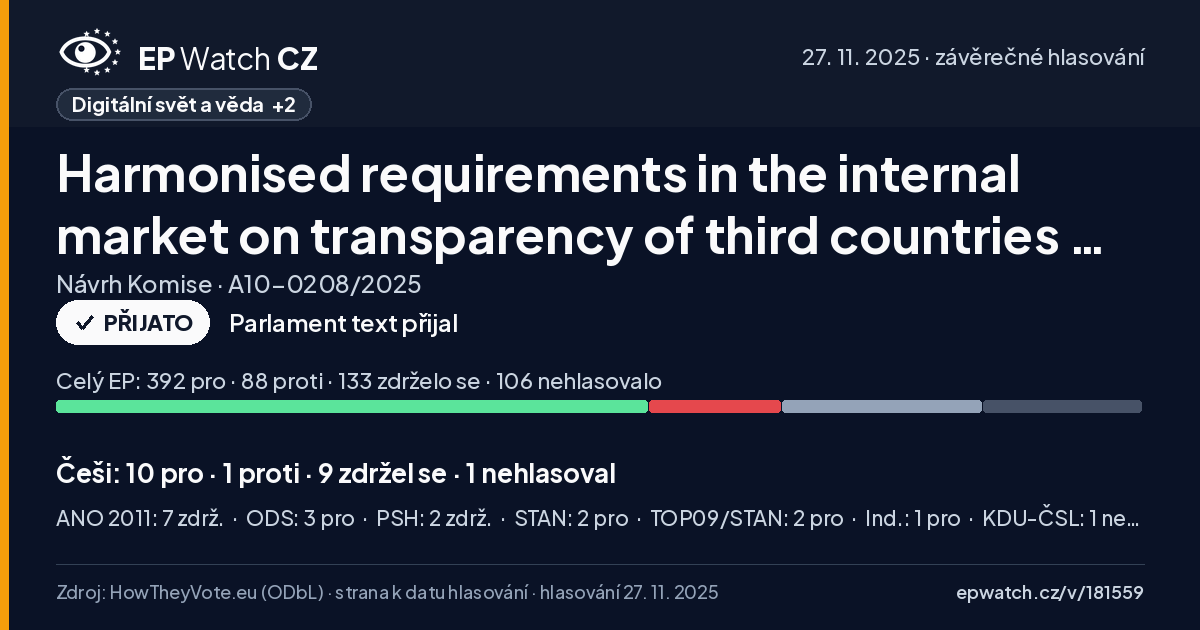 EP Watch CZ
27. 11. 2025 · závěrečné hlasování
Digitální svět a věda +2
Harmonised requirements in the internal
market on transparency of third countries ...
Návrh Komise · A10–0208/2025
✓ PŘIJATO Parlament text přijal
Celý EP: 392 pro · 88 proti · 133 zdrželo se · 106 nehlasovalo
Češi: 10 pro · 1 proti · 9 zdržel se · 1 nehlasoval
ANO 2011: 7 zdrž. · ODS: 3 pro · PSH: 2 zdrž. · STAN: 2 pro · TOP09/STAN: 2 pro · Ind.: 1 pro · KDU-ČSL: 1 ne...
Zdroj: HowTheyVote.eu (ODbL) · strana k datu hlasování · hlasování 27. 11. 2025
epwatch.cz/v/181559